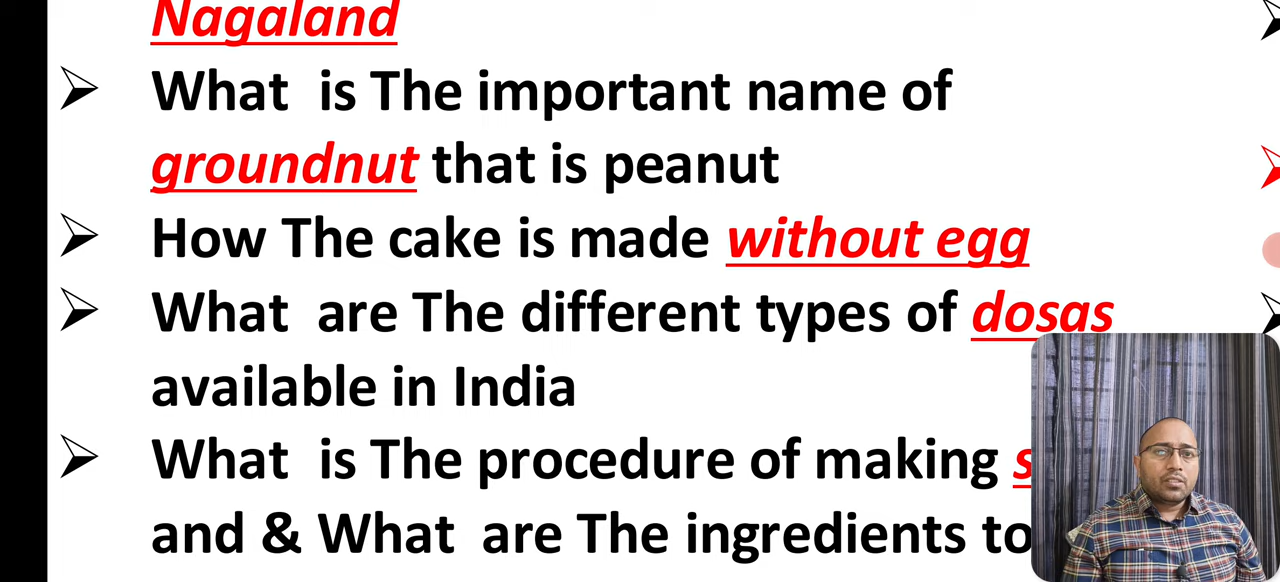 Nagaland
➢ What is The important name of
groundnut that is peanut
➢ How The cake is made without egg
➢ What are The different types of dosas
available in India
➢ What is The procedure of making
and & What are The ingredients to